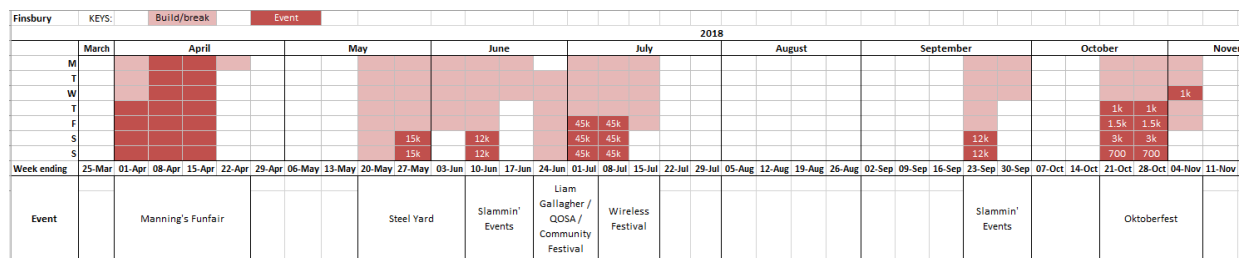 Finsbury KEYS: Build/break Event
2018
March April May June July August September October Nove
M
T
W 1k
T 1k 1k
F 45k 45k 1.5k 1.5k
S 15k 12k 45k 45k 12k 3k 3k
S 15k 12k 45k 45k 12k 700 700
Week ending 25-Mar 01-Apr 08-Apr 15-Apr 22-Apr 29-Apr 06-May 13-May 20-May 27-May 03-Jun 10-Jun 17-Jun 24-Jun 01-Jul 08-Jul 15-Jul 22-Jul 29-Jul 05-Aug 12-Aug 19-Aug 26-Aug 02-Sep 09-Sep 16-Sep 23-Sep 30-Sep 07-Oct 14-Oct 21-Oct 28-Oct 04-Nov 11-Nov
Event
Manning's Funfair
Steel Yard
Slammin'
Events
Liam
Gallagher /
QOSA /
Community
Festival
Wireless
Festival
Slammin'
Events
Oktoberfest